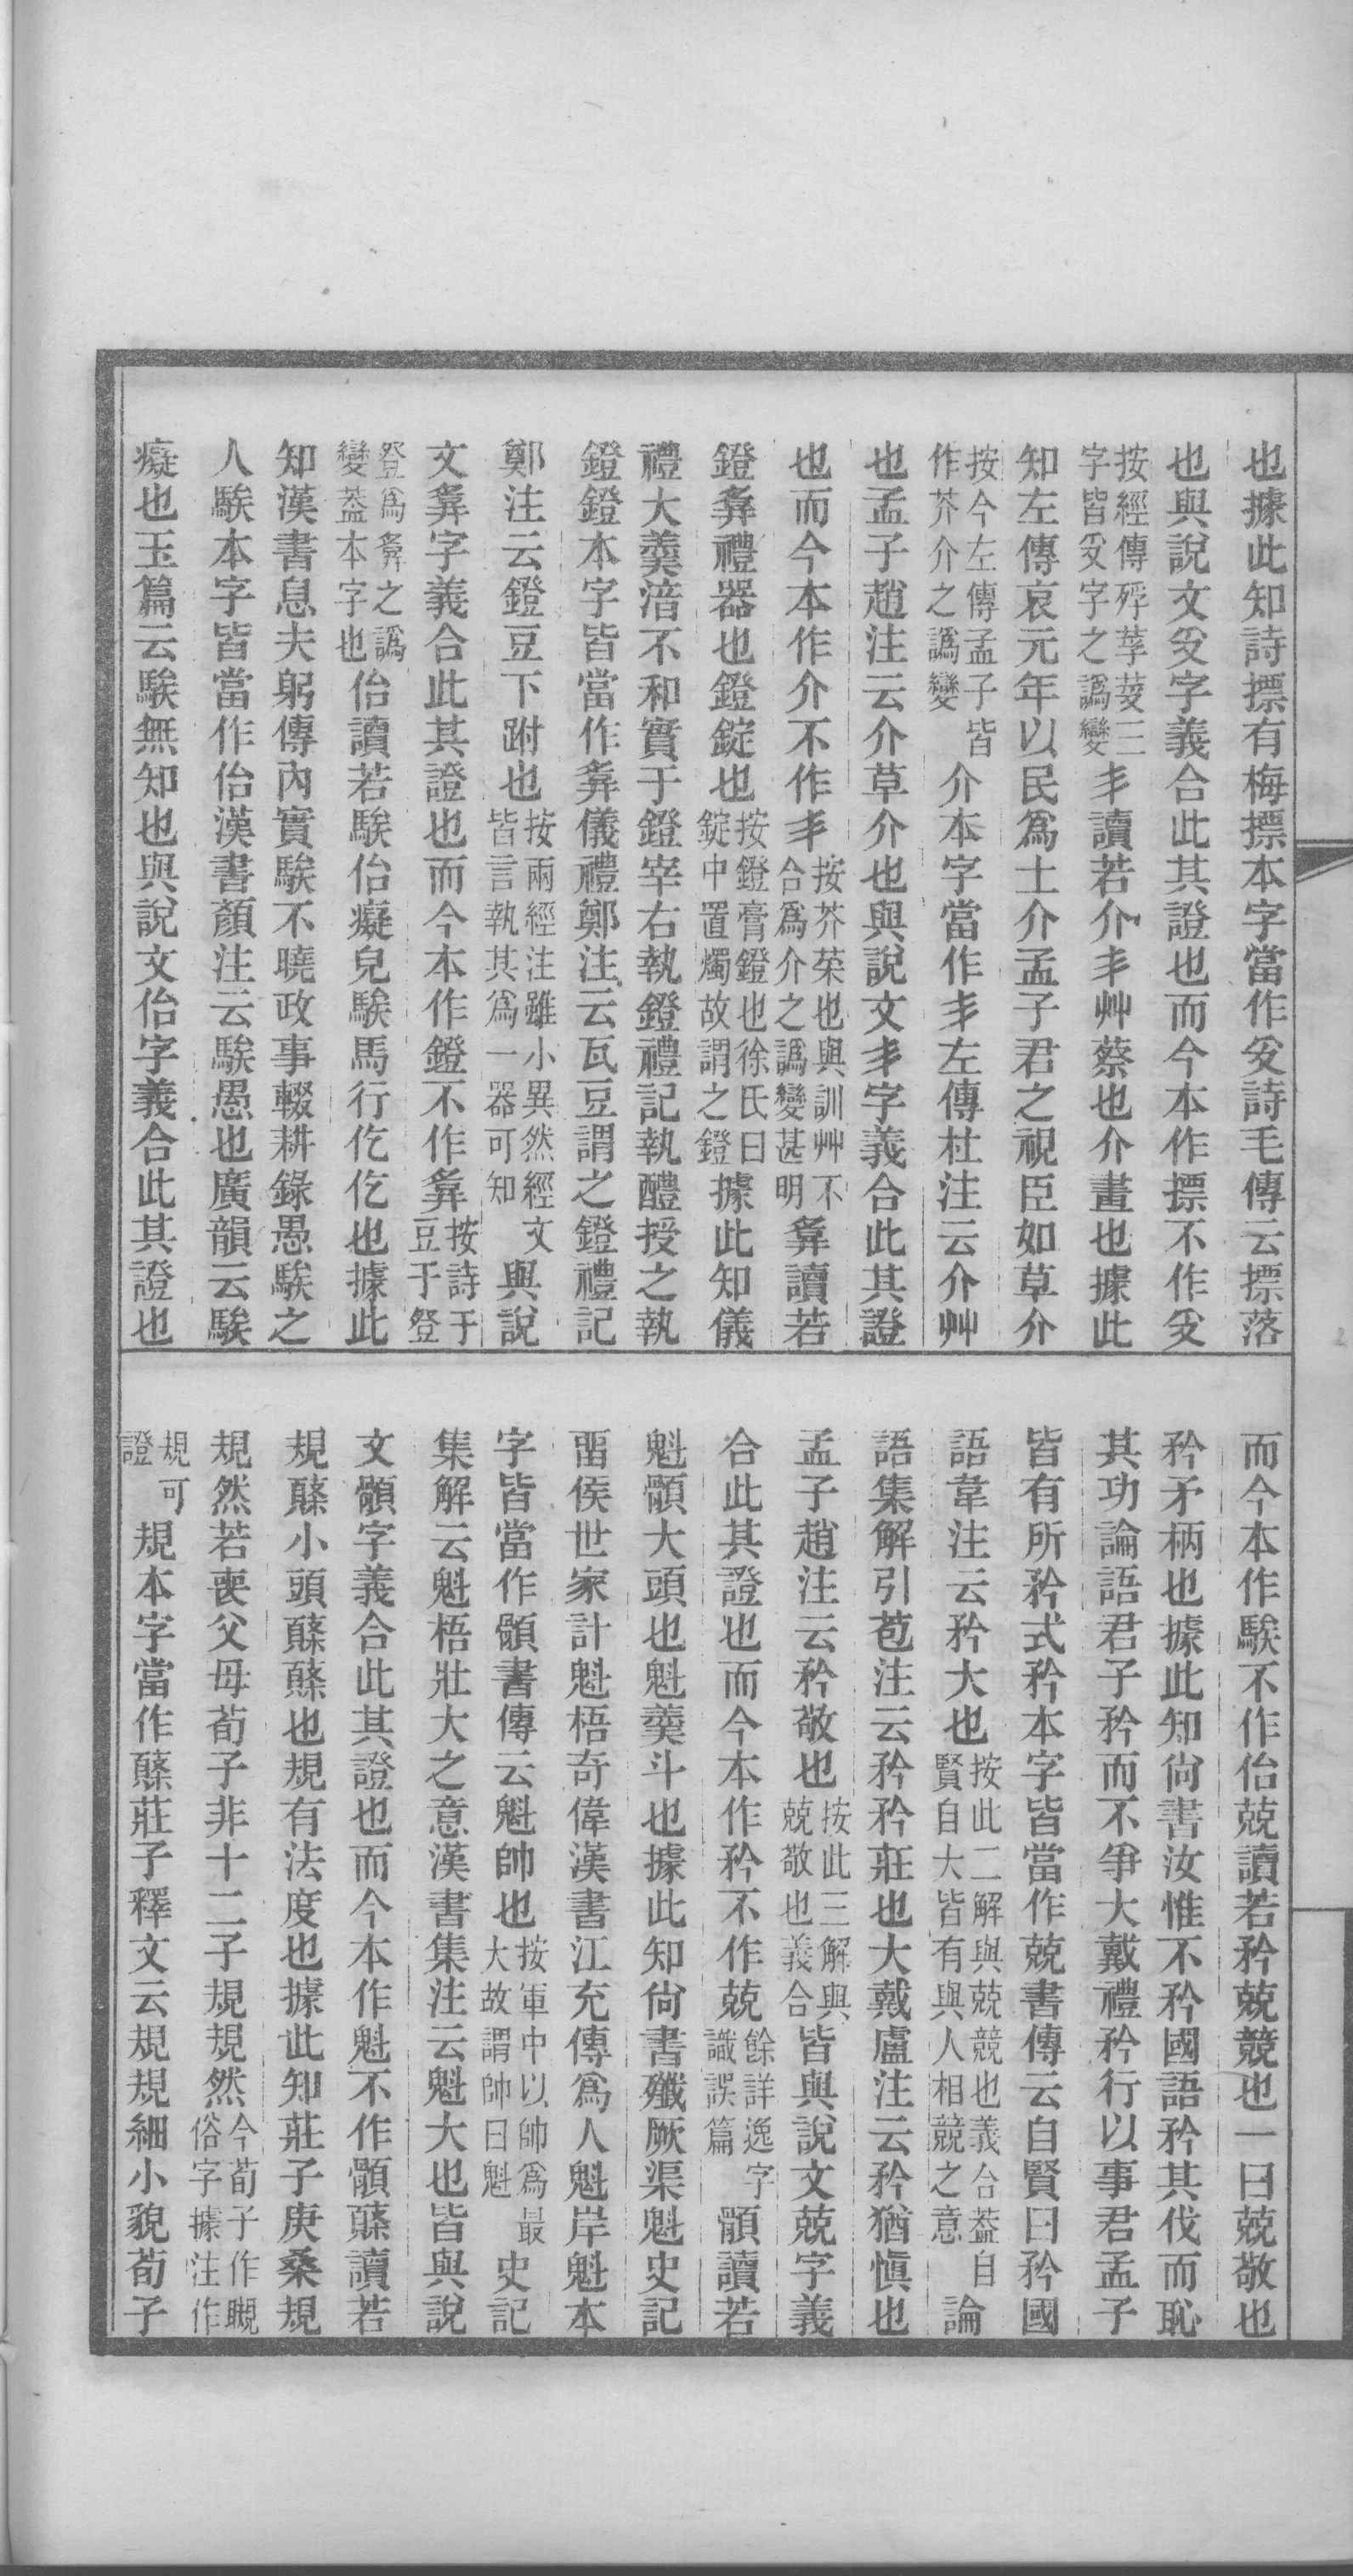 也據此知詩摽有梅摽本字當作𠬪詩毛傳云摽落
也與說文𠬪字義合此其證也而今本作摽不作𠬪
按經傳殍莩荽三
字皆𠬪字之譌變
丯讀若介丯艸蔡也介畫也據此
知左傳哀元年以民爲土介孟子君之視臣如草介
按今左傳孟子皆
作芥介之譌變
介本字當作丯左傳杜注云介艸
也孟子趙注云介草介也與說文丯字義合此其證
也而今本作介不作丯
按芥菜也與訓艸不
合爲介之譌變甚明
䇺讀若
鐙䇺禮器也鐙錠也
按鐙膏鐙也徐氏曰
錠中置燭故謂之鐙
據此知儀
禮大羹湆不和實于鐙宰右執鐙禮記執醴授之執
鐙鐙本字皆當作䇺儀禮鄭注云瓦豆謂之鐙禮記
鄭注云鐙豆下跗也
按兩經注雖小異然經文
皆言執其爲一器可知
與說
文䇺字義合此其證也而今本作鐙不作䇺
按詩于
豆于登
登爲䇺之譌
變葢本字也
佁讀若騃佁癡皃騃馬行仡仡也據此
知漢書息夫躬傳內實騃不曉政事輟耕錄愚騃之
人騃本字皆當作佁漢書顏注云騃愚也廣韻云騃
癡也玉篇云騃無知也與說文佁字義合此其證也
而今本作騃不作佁兢讀若矜兢競也一曰兢敬也
矜矛柄也據此知尙書汝惟不矜國語矜其伐而恥
其功論語君子矜而不爭大戴禮矜行以事君孟子
皆有所矜式矜本字皆當作兢書傳云自賢曰矜國
語韋注云矜大也
按此二解與兢競也義合葢自
賢自大皆有與人相競之意
論
語集解引苞注云矜矜莊也大戴盧注云矜猶愼也
孟子趙注云矜敬也
按此三解與
兢敬也義合
皆與說文兢字義
合此其證也而今本作矜不作兢
餘詳逸字
識誤篇
顝讀若
魁顝大頭也魁羹斗也據此知尙書殲厥渠魁史記
畱侯世家計魁梧奇偉漢書江充傳爲人魁岸魁本
字皆當作顝書傳云魁帥也
按軍中以帥爲最
大故謂帥曰魁
史記
集解云魁梧壯大之意漢書集注云魁大也皆與說
文顝字義合此其證也而今本作魁不作顝䫌讀若
規䫌小頭䫌䫌也規有法度也據此知莊子庚桑規
規然若喪父母荀子非十二子規規然
今荀子作瞡
俗字據注作
規可
證
規本字當作䫌莊子釋文云規規細小貌荀子